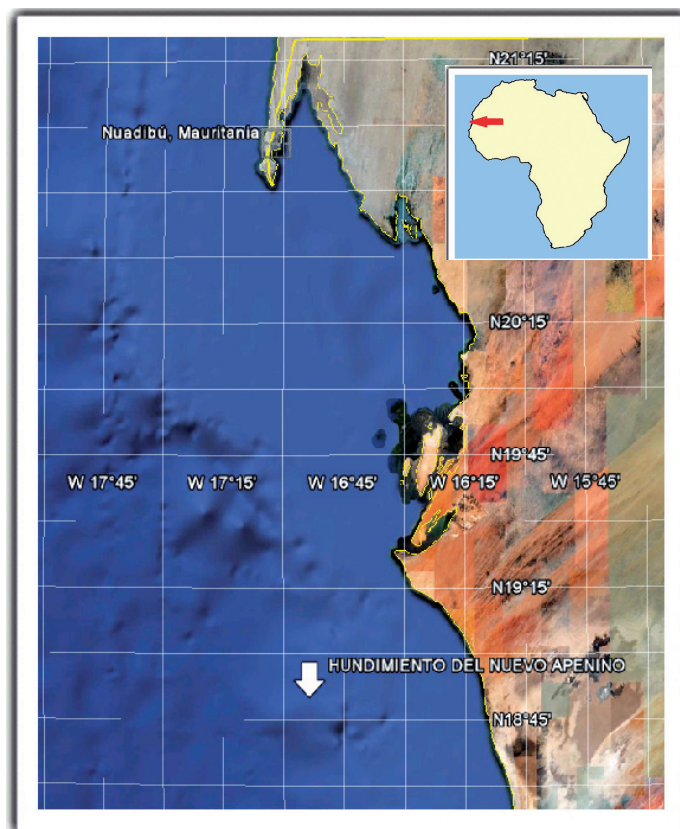 N21°15'
Nuadibú, Mauritania
N20°15'
N19°45'
W 17°45' W 17°15' W 16°45' W 16°15' W 15°45'
N19°15'
HUNDIMIENTO DEL NUEVO APENINO
N18°45'